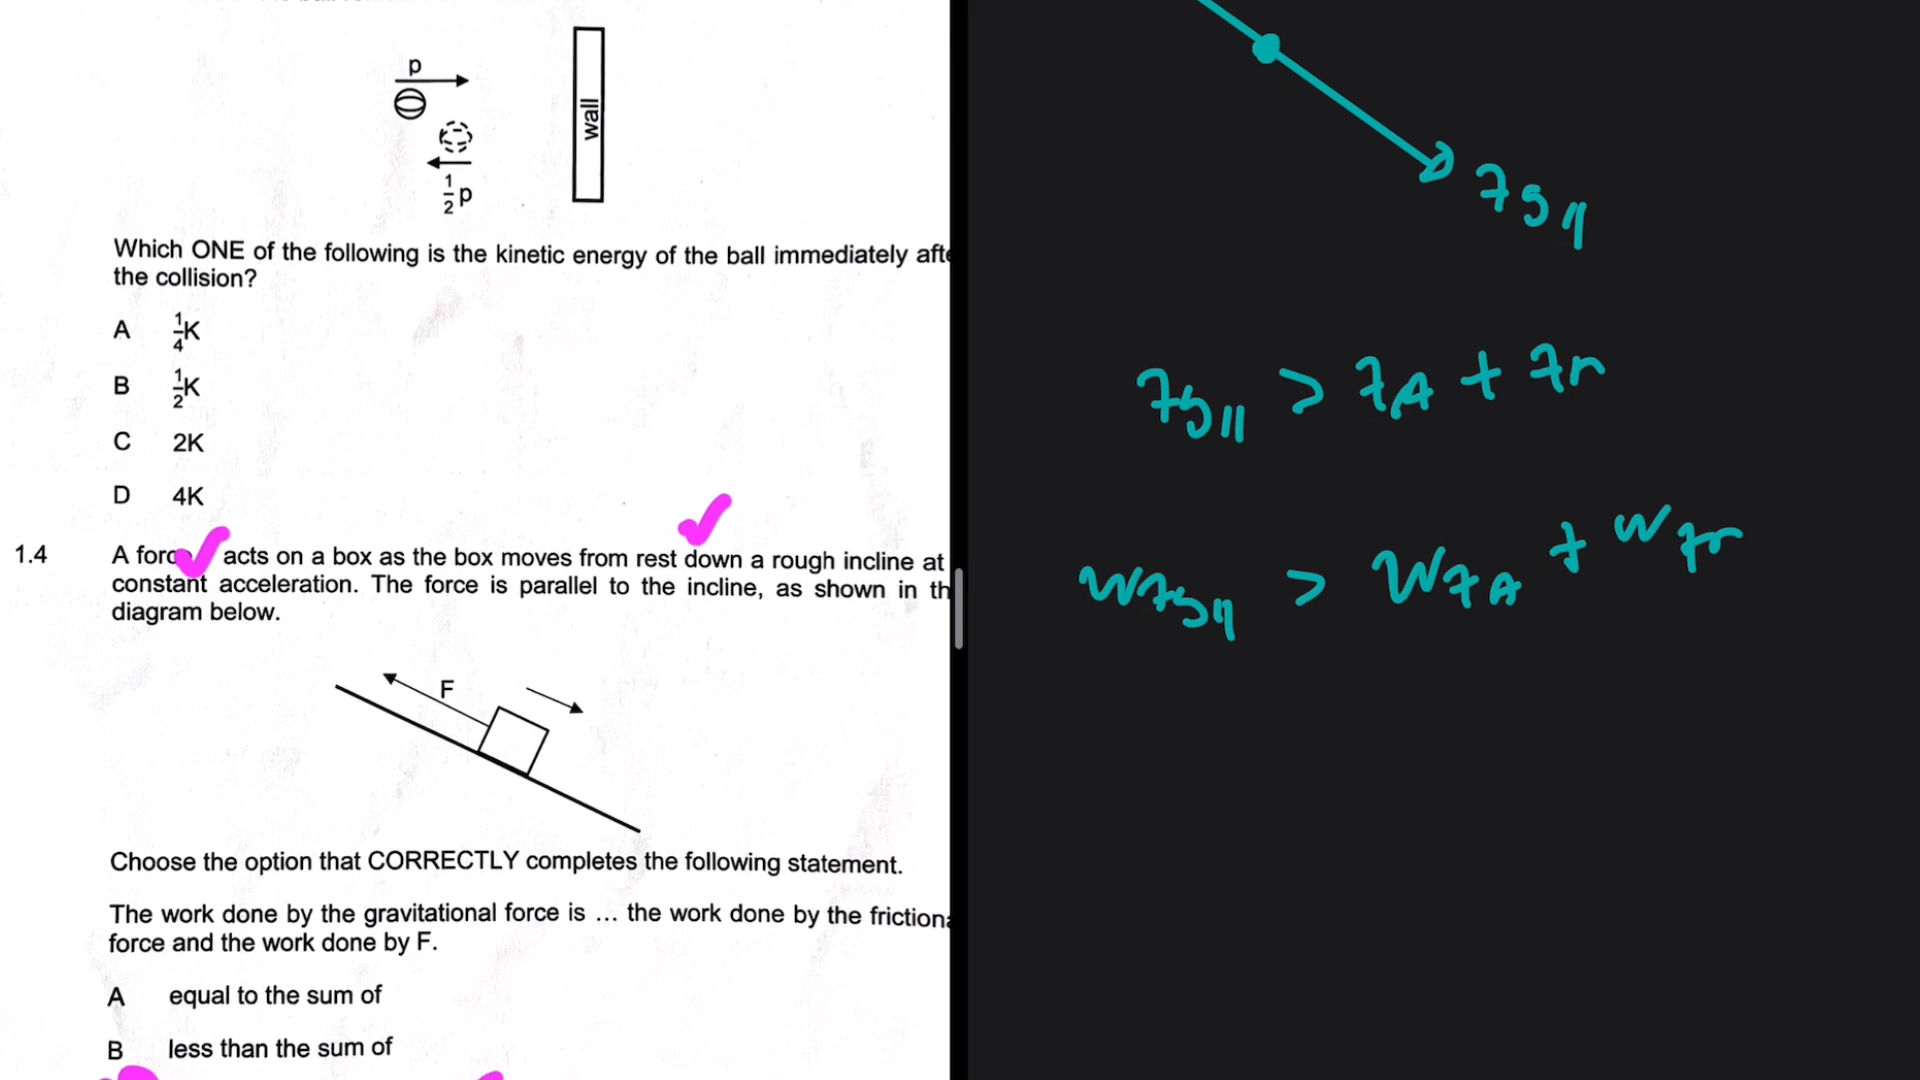 p
wall
1/2 p
Which ONE of the following is the kinetic energy of the ball immediately afte
the collision?
A 1/4 K
B 1/2 K
C 2K
D 4K
1.4 A forc acts on a box as the box moves from rest down a rough incline at
constant acceleration. The force is parallel to the incline, as shown in th
diagram below.
F
Choose the option that CORRECTLY completes the following statement.
The work done by the gravitational force is ... the work done by the friction
force and the work done by F.
A equal to the sum of
B less than the sum of
Fg||
Fg|| > FA + Fr
WFg|| > WFA + WFr